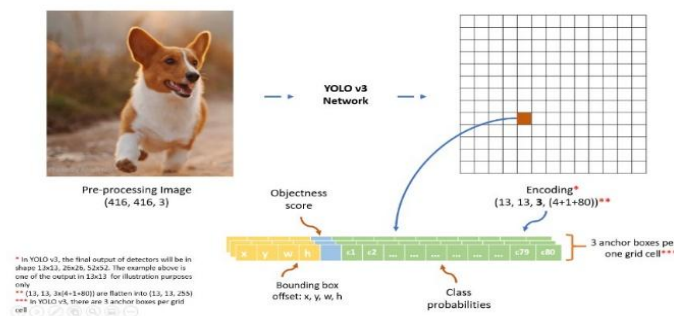 YOLO v3
Network
Pre-processing Image
(416, 416, 3)
Encoding*
(13, 13, 3, (4+1+80))**
Objectness
score
x y w h c1 c2 ... ... ... ... ... ... c79 c80
3 anchor boxes per
one grid cell***
Bounding box
offset: x, y, w, h
Class
probabilities
* In YOLO v3, the final output of detectors will be in
shape 13x13, 26x26, 52x52. The example above is
one of the output in 13x13 for illustration purposes
only
** (13, 13, 3x(4+1+80)) are flatten into (13, 13, 255)
*** In YOLO v3, there are 3 anchor boxes per grid
cell